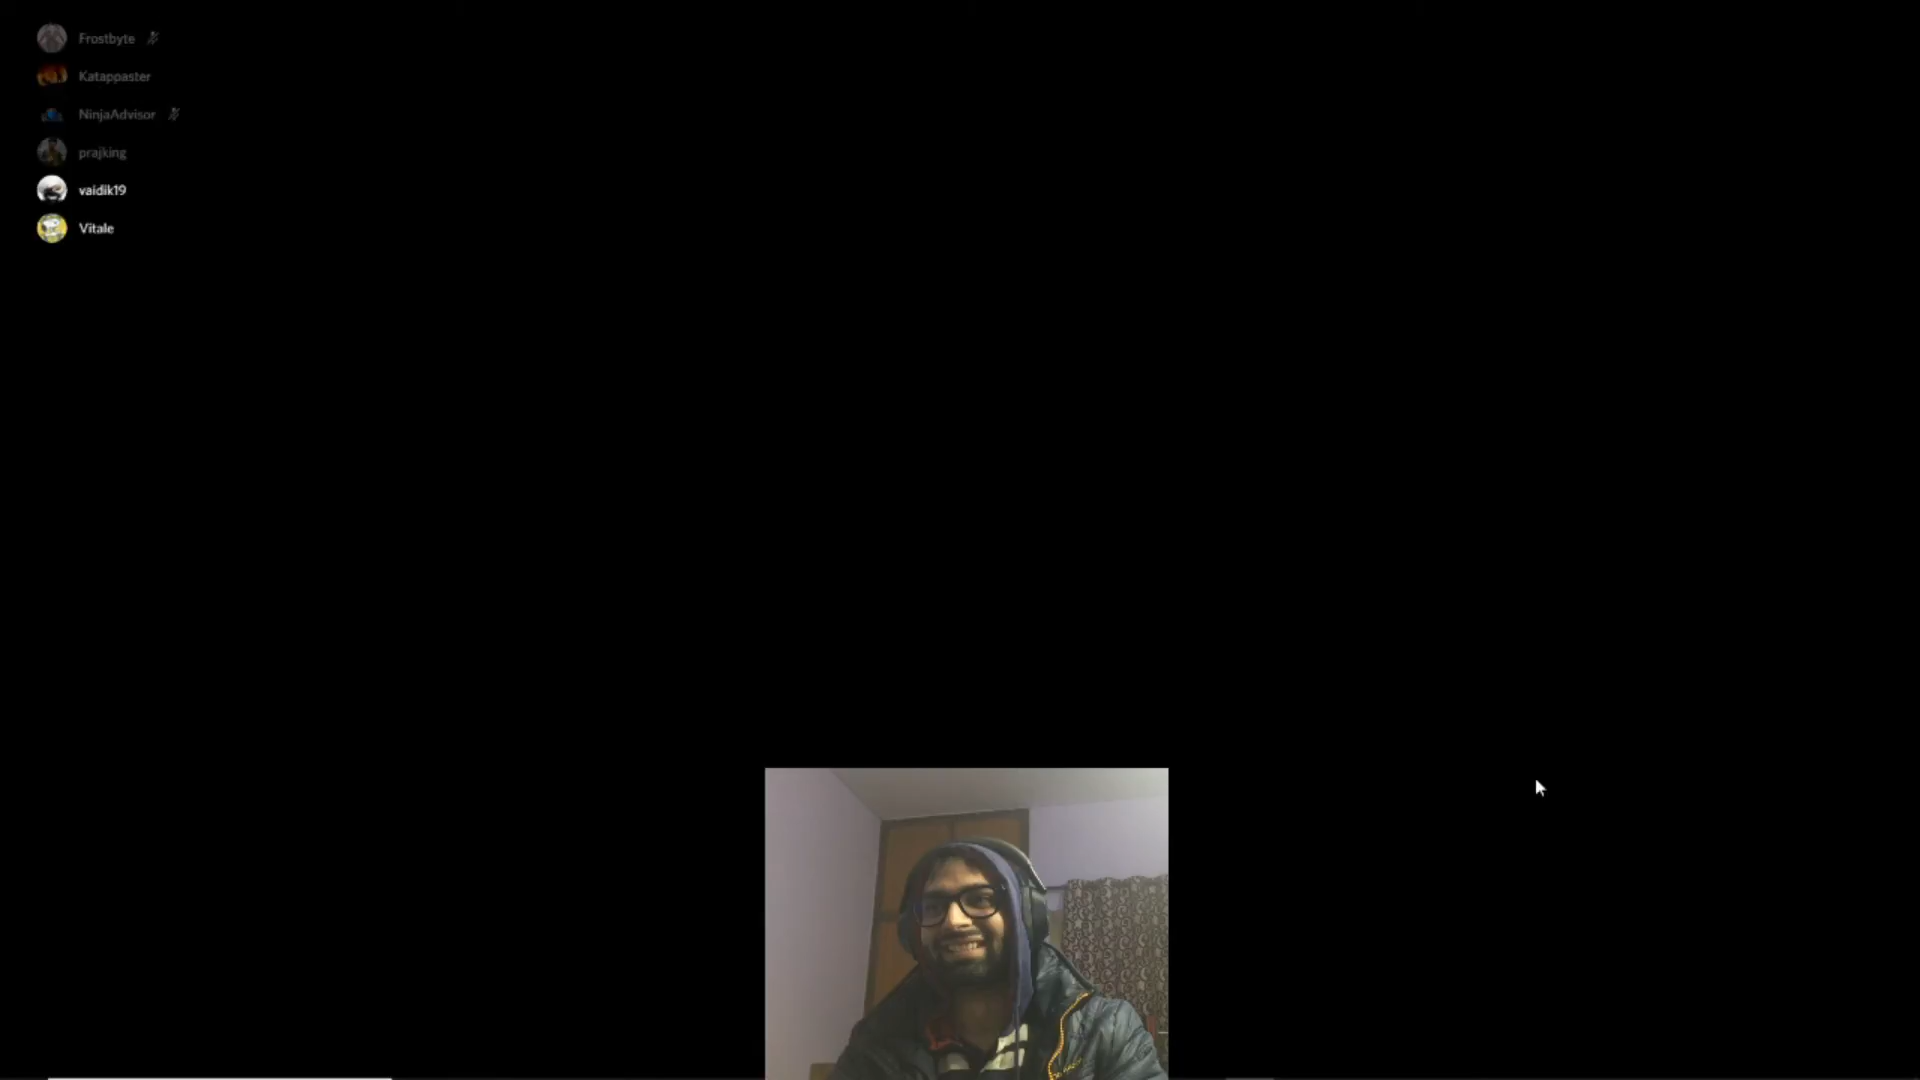 Frostbyte
Katappaster
NinjaAdvisor
prajking
vaidik19
Vitale